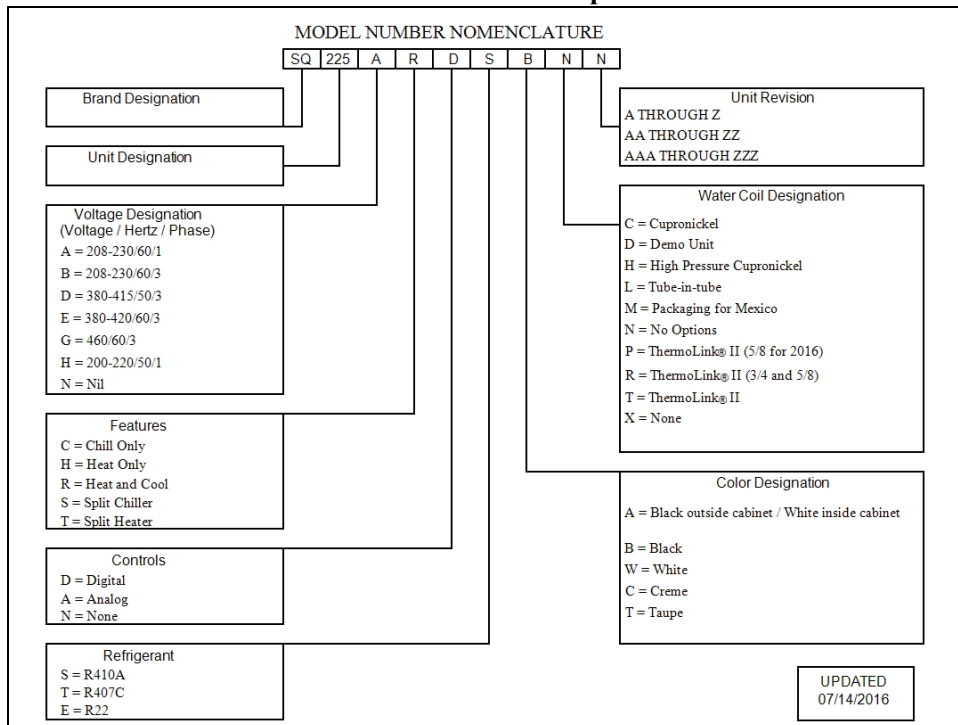 MODEL NUMBER NOMENCLATURE
SQ 225 A R D S B N N
Brand Designation
Unit Designation
Voltage Designation
(Voltage / Hertz / Phase)
A = 208-230/60/1
B = 208-230/60/3
D = 380-415/50/3
E = 380-420/60/3
G = 460/60/3
H = 200-220/50/1
N = Nil
Features
C = Chill Only
H = Heat Only
R = Heat and Cool
S = Split Chiller
T = Split Heater
Controls
D = Digital
A = Analog
N = None
Refrigerant
S = R410A
T = R407C
E = R22
Unit Revision
A THROUGH Z
AA THROUGH ZZ
AAA THROUGH ZZZ
Water Coil Designation
C = Cupronickel
D = Demo Unit
H = High Pressure Cupronickel
L = Tube-in-tube
M = Packaging for Mexico
N = No Options
P = ThermoLink® II (5/8 for 2016)
R = ThermoLink® II (3/4 and 5/8)
T = ThermoLink® II
X = None
Color Designation
A = Black outside cabinet / White inside cabinet
B = Black
W = White
C = Creme
T = Taupe
UPDATED
07/14/2016